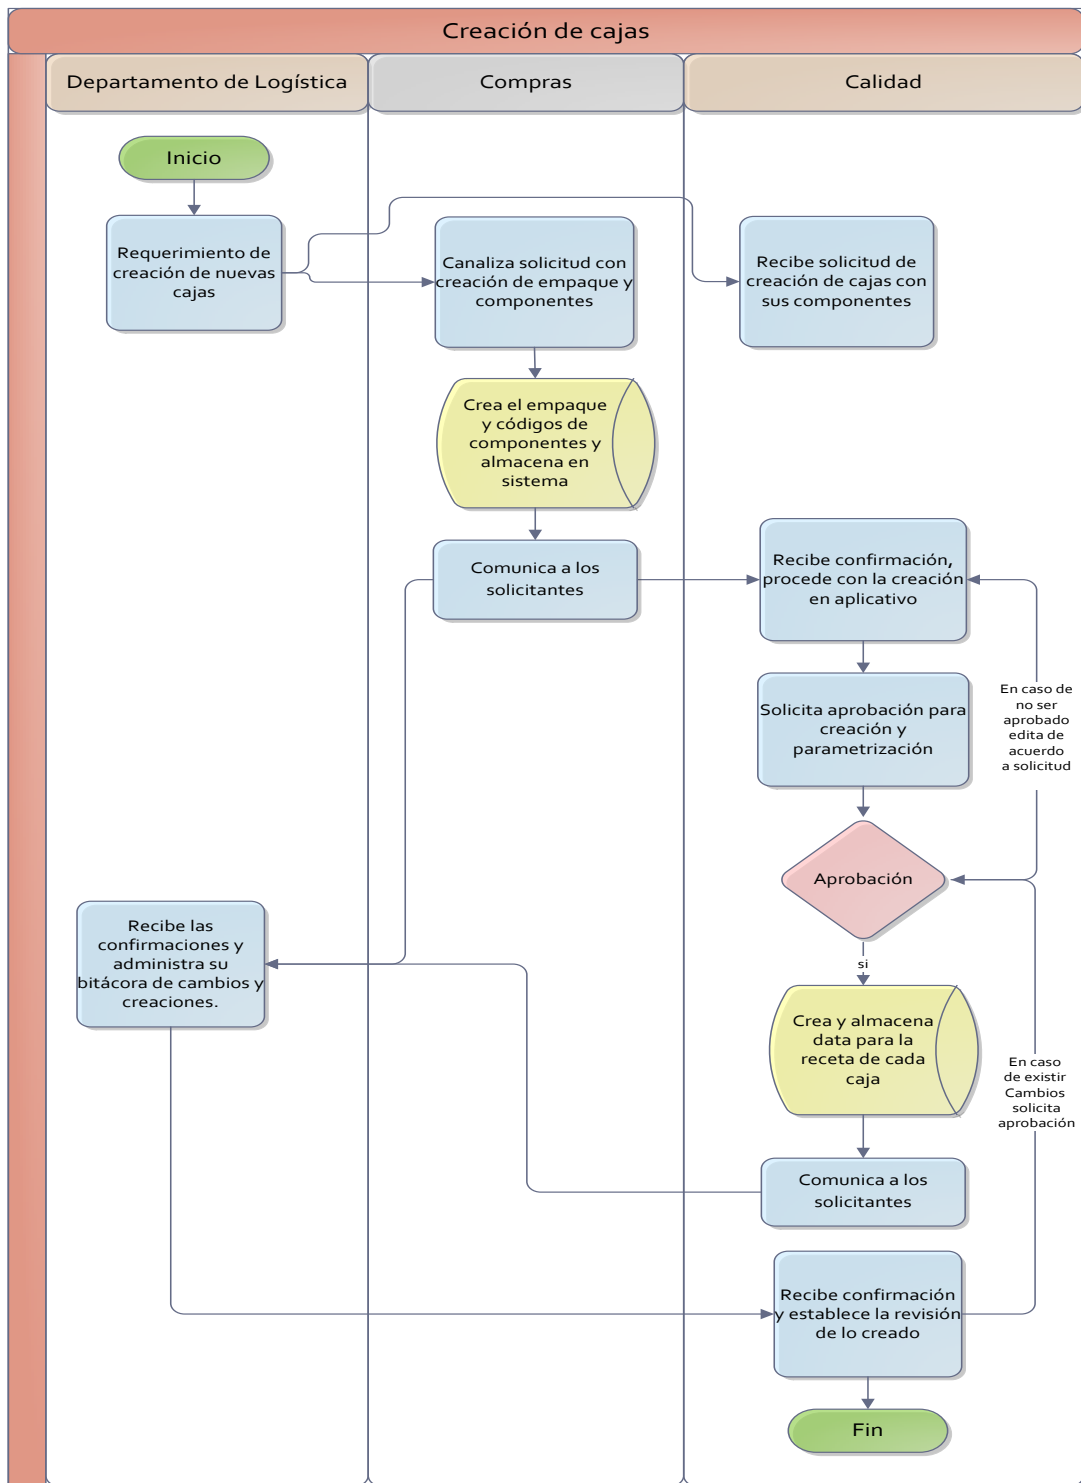 Creación de cajas
Departamento de Logística
Compras
Calidad
Inicio
Requerimiento de
creación de nuevas
cajas
Canaliza solicitud con
creación de empaque y
componentes
Recibe solicitud de
creación de cajas con
sus componentes
Crea el empaque
y códigos de
componentes y
almacena en
sistema
Comunica a los
solicitantes
Recibe confirmación,
procede con la creación
en aplicativo
Solicita aprobación para
creación y
parametrización
En caso de
no ser
aprobado
edita de
acuerdo
a solicitud
Aprobación
si
Recibe las
confirmaciones y
administra su
bitácora de cambios y
creaciones.
Crea y almacena
data para la
receta de cada
caja
En caso
de existir
Cambios
solicita
aprobación
Comunica a los
solicitantes
Recibe confirmación
y establece la revisión
de lo creado
Fin